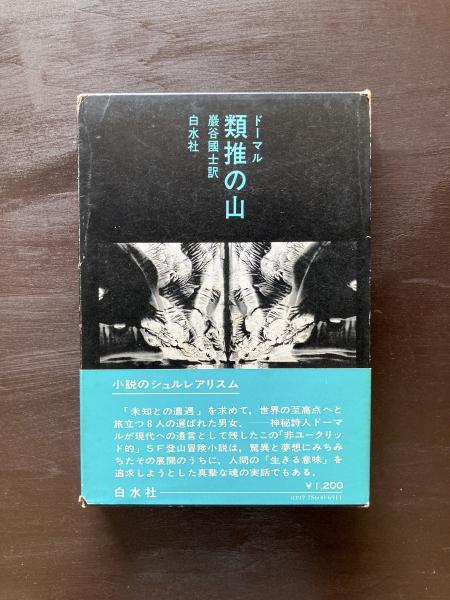 ドーマル
類推の山
巖谷國士訳
白水社
小説のシュルレアリスム
「未知との遭遇」を求めて，世界の至高点へと
旅立つ8人の選ばれた男女．──神秘詩人ドーマ
ルが現代への遺言として残したこの「非ユークリッ
ド的」ＳＦ登山冒険小説は，驚異と夢想にみちみ
ちたその展開のうちに，人間の「生きる意味」を
追求しようとした真摯な魂の実話でもある．
白水社
￥1,200